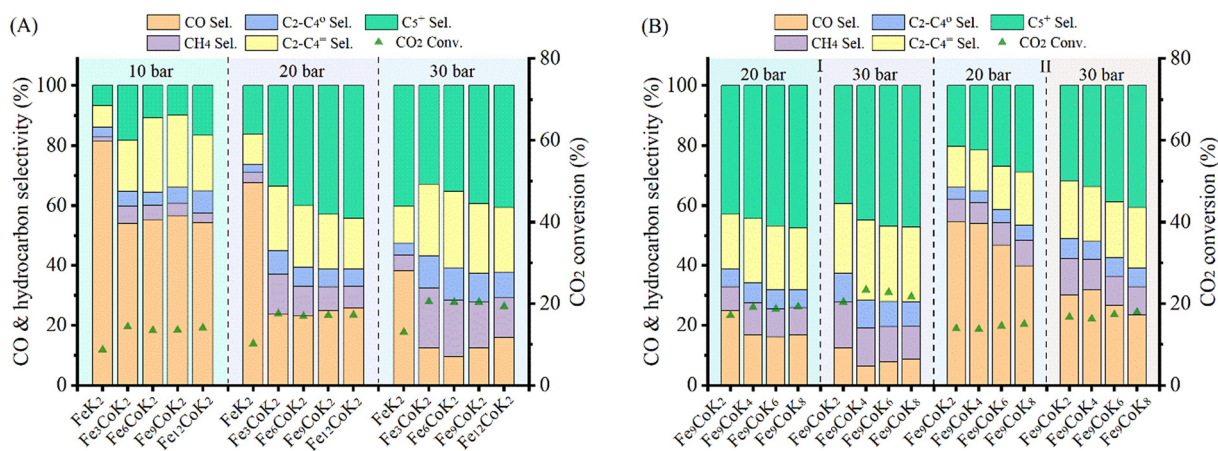 (A)
CO Sel.
C₂-C₄⁰ Sel.
C₅⁺ Sel.
CH₄ Sel.
C₂-C₄⁼ Sel.
CO₂ Conv.
10 bar
20 bar
30 bar
CO & hydrocarbon selectivity (%)
100
80
60
40
20
0
CO₂ conversion (%)
80
60
40
20
0
FeK₂
Fe₃CoK₂
Fe₆CoK₂
Fe₉CoK₂
Fe₁₂CoK₂
FeK₂
Fe₃CoK₂
Fe₆CoK₂
Fe₉CoK₂
Fe₁₂CoK₂
FeK₂
Fe₃CoK₂
Fe₆CoK₂
Fe₉CoK₂
Fe₁₂CoK₂
(B)
CO Sel.
C₂-C₄⁰ Sel.
C₅⁺ Sel.
CH₄ Sel.
C₂-C₄⁼ Sel.
CO₂ Conv.
I
II
20 bar
30 bar
20 bar
30 bar
CO & hydrocarbon selectivity (%)
100
80
60
40
20
0
CO₂ conversion (%)
80
60
40
20
0
Fe₉CoK₂
Fe₉CoK₄
Fe₉CoK₆
Fe₉CoK₈
Fe₉CoK₂
Fe₉CoK₄
Fe₉CoK₆
Fe₉CoK₈
Fe₉CoK₂
Fe₉CoK₄
Fe₉CoK₆
Fe₉CoK₈
Fe₉CoK₂
Fe₉CoK₄
Fe₉CoK₆
Fe₉CoK₈